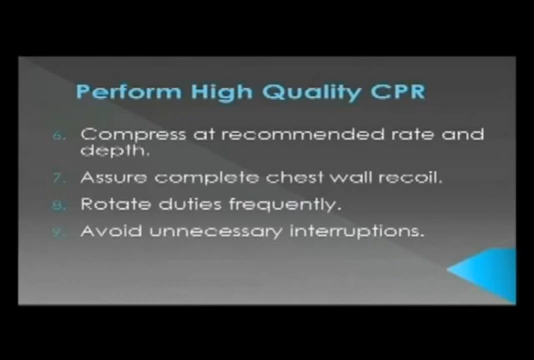 Perform High Quality CPR
6. Compress at recommended rate and
depth.
7. Assure complete chest wall recoil.
8. Rotate duties frequently.
9. Avoid unnecessary interruptions.